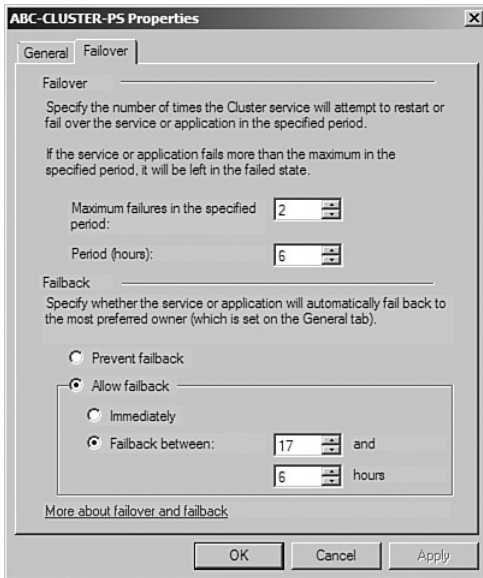 ABC-CLUSTER-PS Properties
General
Failover
Failover
Specify the number of times the Cluster service will attempt to restart or
fail over the service or application in the specified period.
If the service or application fails more than the maximum in the
specified period, it will be left in the failed state.
Maximum failures in the specified
period:
2
Period (hours):
6
Failback
Specify whether the service or application will automatically fail back to
the most preferred owner (which is set on the General tab).
Prevent failback
Allow failback
Immediately
Failback between:
17
and
6
hours
More about failover and failback
OK
Cancel
Apply